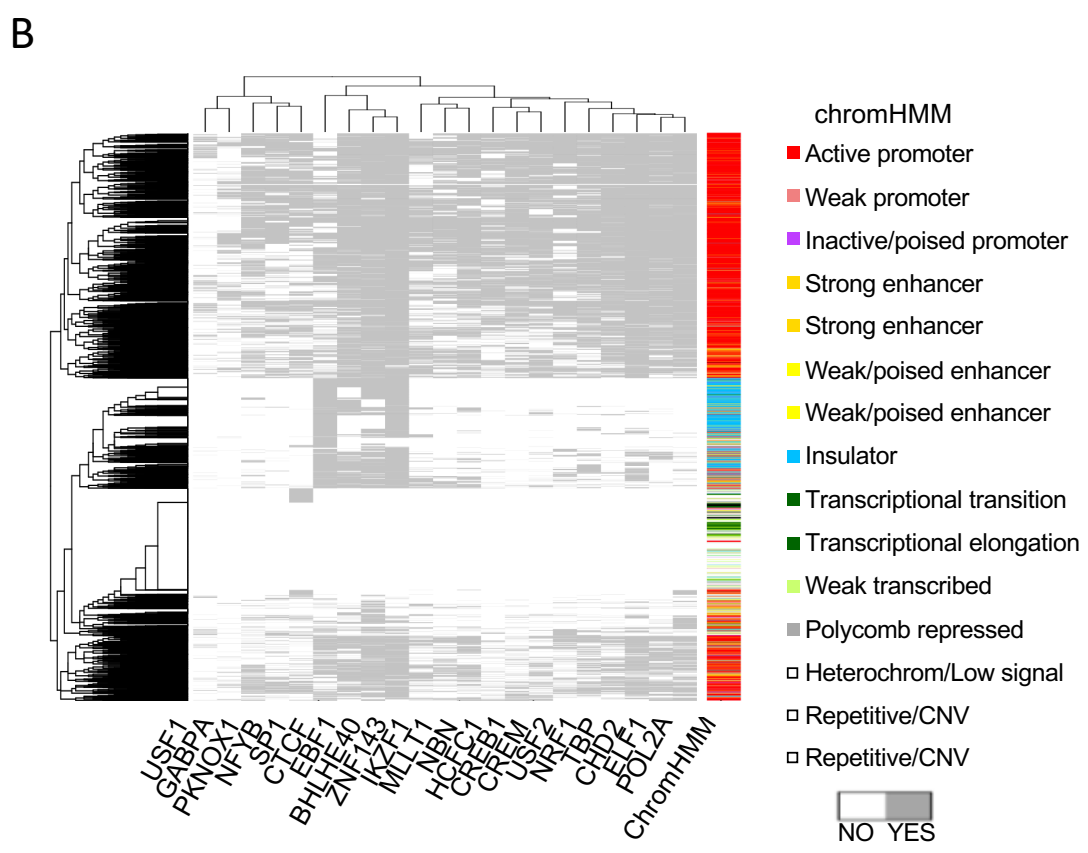 B
chromHMM
Active promoter
Weak promoter
Inactive/poised promoter
Strong enhancer
Strong enhancer
Weak/poised enhancer
Weak/poised enhancer
Insulator
Transcriptional transition
Transcriptional elongation
Weak transcribed
Polycomb repressed
Heterochrom/Low signal
Repetitive/CNV
Repetitive/CNV
NO YES
USF1
GABPA
PKNOX1
NFYB
SP1
CTCF
EBF1
BHLHE40
ZNF143
IKZF1
MLLT1
NBN
HCFC1
CREB1
CREM
USF2
NRF1
TBP
CHD2
ELF1
POL2A
ChromHMM